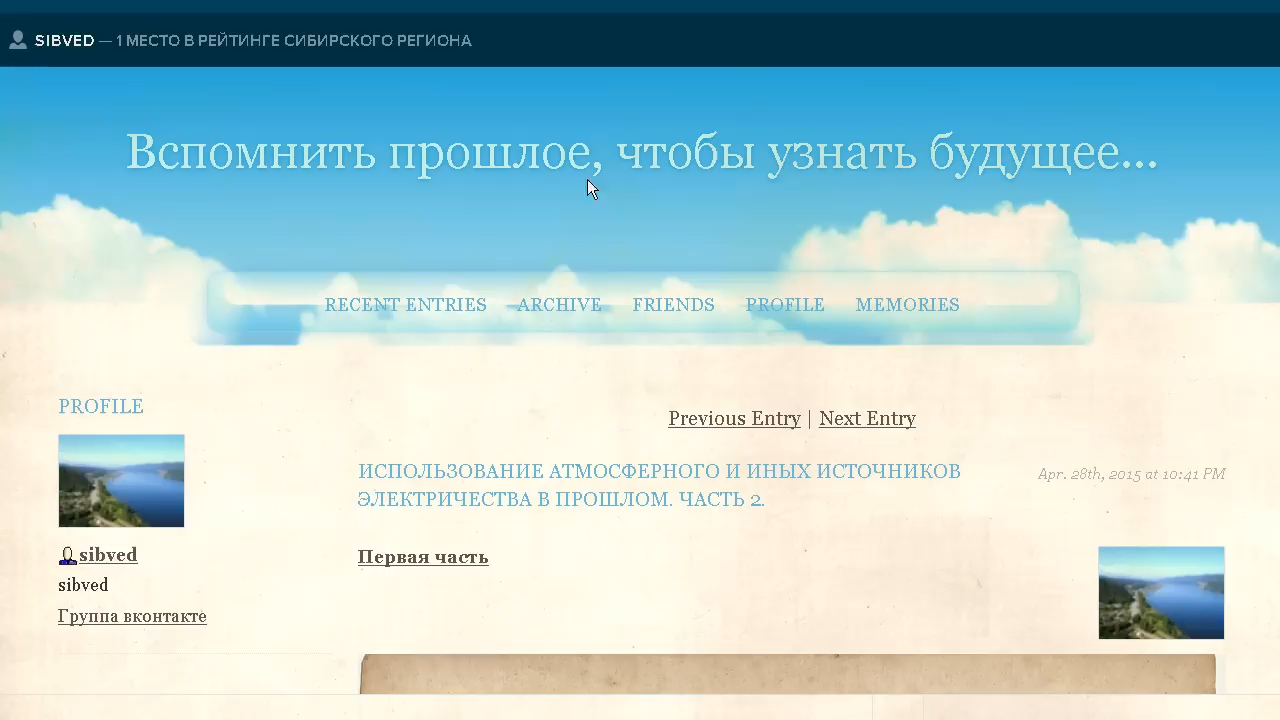 SIBVED — 1 МЕСТО В РЕЙТИНГЕ СИБИРСКОГО РЕГИОНА
Вспомнить прошлое, чтобы узнать будущее...
RECENT ENTRIES ARCHIVE FRIENDS PROFILE MEMORIES
PROFILE
sibved
sibved
Группа вконтакте
Previous Entry | Next Entry
ИСПОЛЬЗОВАНИЕ АТМОСФЕРНОГО И ИНЫХ ИСТОЧНИКОВ
ЭЛЕКТРИЧЕСТВА В ПРОШЛОМ. ЧАСТЬ 2.
Apr. 28th, 2015 at 10:41 PM
Первая часть